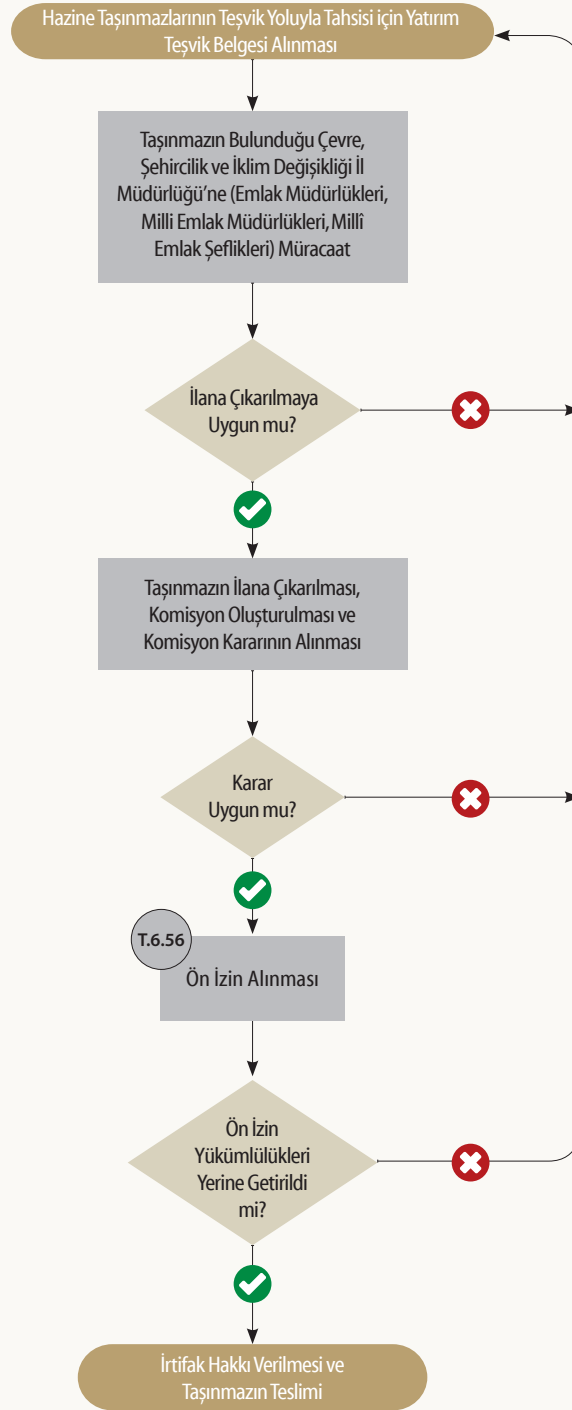 Hazine Taşınmazlarının Teşvik Yoluyla Tahsisi için Yatırım
Teşvik Belgesi Alınması
Taşınmazın Bulunduğu Çevre,
Şehircilik ve İklim Değişikliği İl
Müdürlüğü'ne (Emlak Müdürlükleri,
Milli Emlak Müdürlükleri, Millî
Emlak Şeflikleri) Müracaat
İlana Çıkarılmaya
Uygun mu?
Taşınmazın İlana Çıkarılması,
Komisyon Oluşturulması ve
Komisyon Kararının Alınması
Karar
Uygun mu?
T.6.56
Ön İzin Alınması
Ön İzin
Yükümlülükleri
Yerine Getirildi
mi?
İrtifak Hakkı Verilmesi ve
Taşınmazın Teslimi